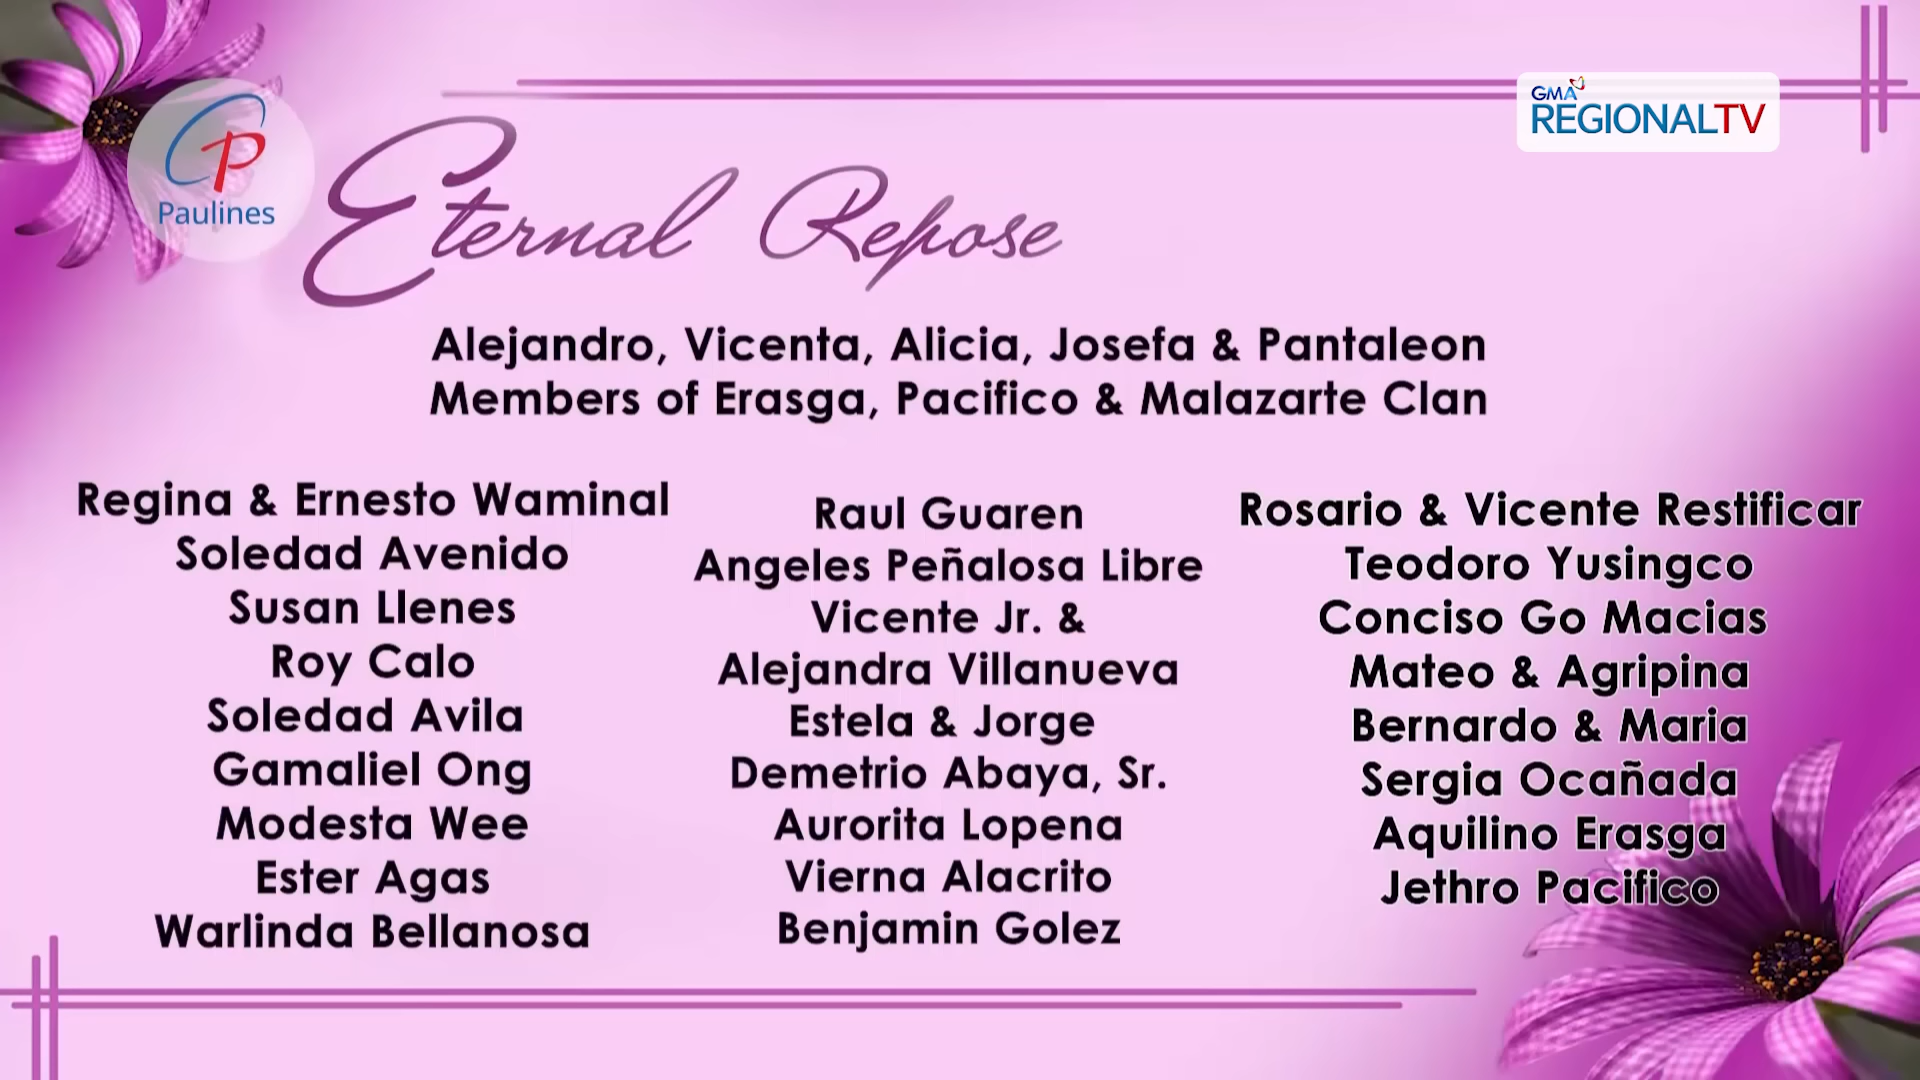 Paulines
GMA
REGIONALTV
Eternal Repose
Alejandro, Vicenta, Alicia, Josefa & Pantaleon
Members of Erasga, Pacifico & Malazarte Clan
Regina & Ernesto Waminal
Soledad Avenido
Susan Llenes
Roy Calo
Soledad Avila
Gamaliel Ong
Modesta Wee
Ester Agas
Warlinda Bellanosa
Raul Guaren
Angeles Peñalosa Libre
Vicente Jr. &
Alejandra Villanueva
Estela & Jorge
Demetrio Abaya, Sr.
Aurorita Lopena
Vierna Alacrito
Benjamin Golez
Rosario & Vicente Restificar
Teodoro Yusingco
Conciso Go Macias
Mateo & Agripina
Bernardo & Maria
Sergia Ocañada
Aquilino Erasga
Jethro Pacifico